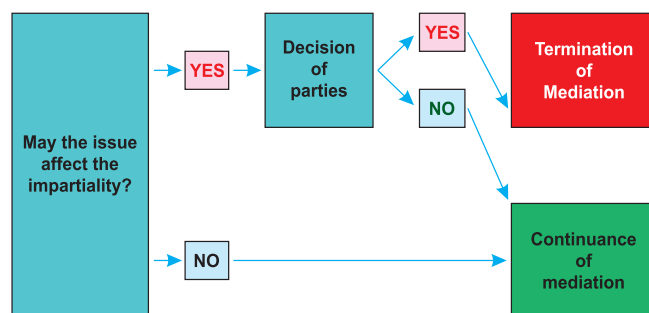 May the issue
affect the
impartiality?
YES
Decision
of
parties
YES
NO
Termination
of
Mediation
NO
Continuance
of
mediation